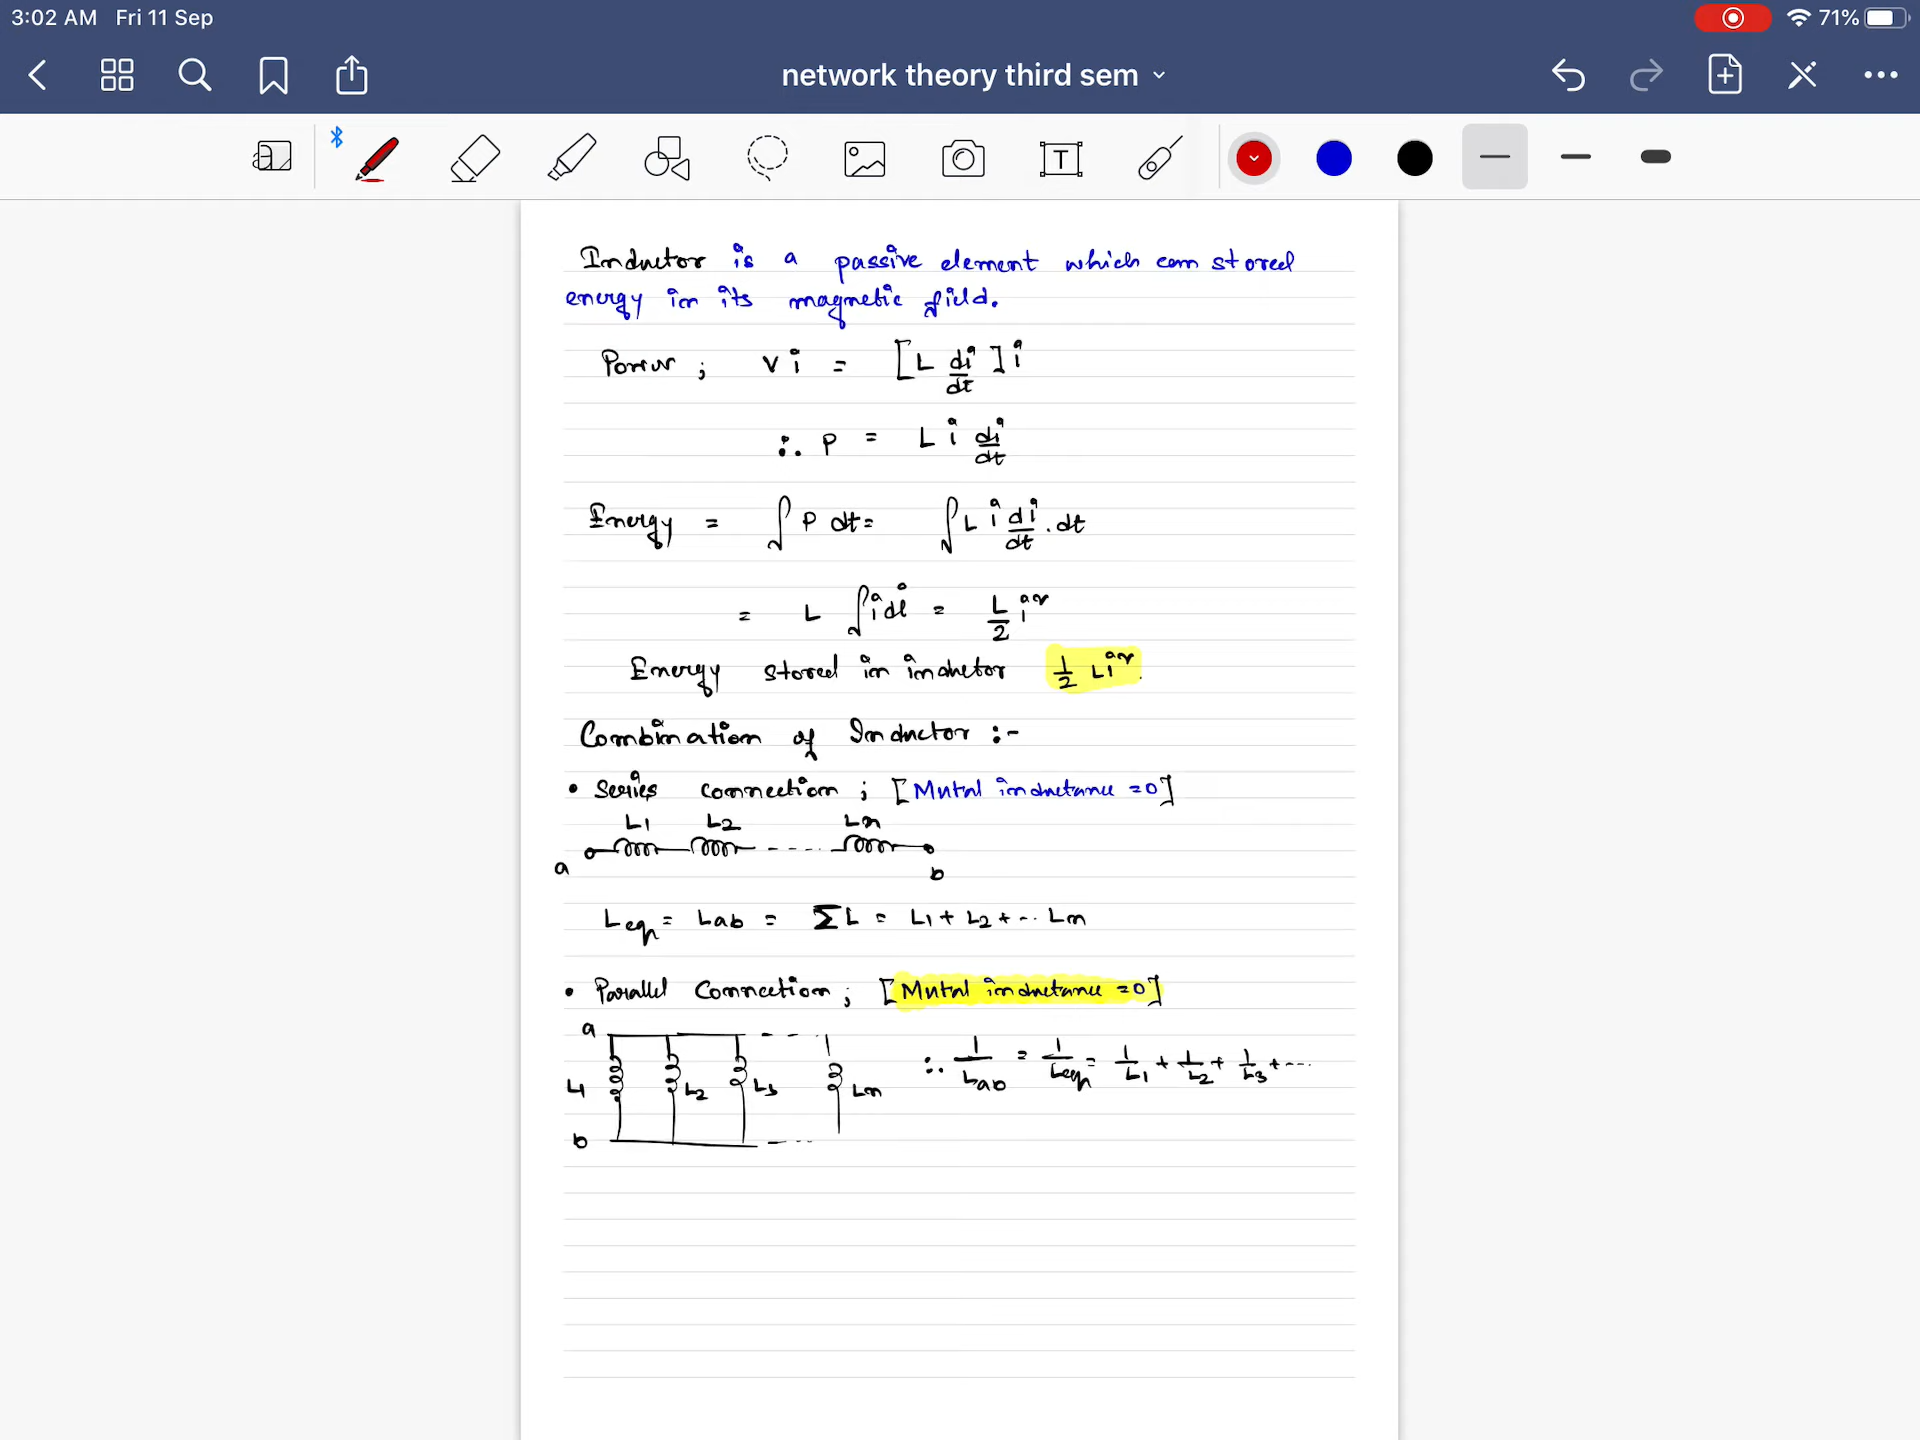 3:02 AM Fri 11 Sep 71%
network theory third sem
T
Inductor is a passive element which can stored
energy in its magnetic field.
Power ; v i = [L di/dt] i
∴ P = L i di/dt
Energy = ∫ P dt = ∫ L i di/dt . dt
= L ∫ i di = L/2 i²
Energy stored in inductor 1/2 Li²
Combination of Inductor :-
• Series connection ; [Mutal inductance = 0]
L1 L2 Ln
a b
Leq = Lab = ΣL = L1 + L2 + ... Ln
• Parallel Connection ; [Mutal inductance = 0]
a
L1 L2 L3 Ln
b
∴ 1/Lab = 1/Leq = 1/L1 + 1/L2 + 1/L3 + ....